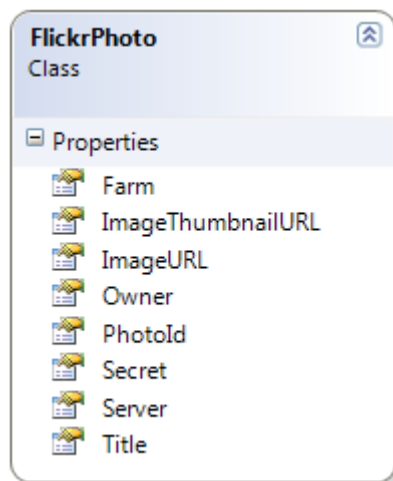 FlickrPhoto
Class
Properties
Farm
ImageThumbnailURL
ImageURL
Owner
PhotoId
Secret
Server
Title